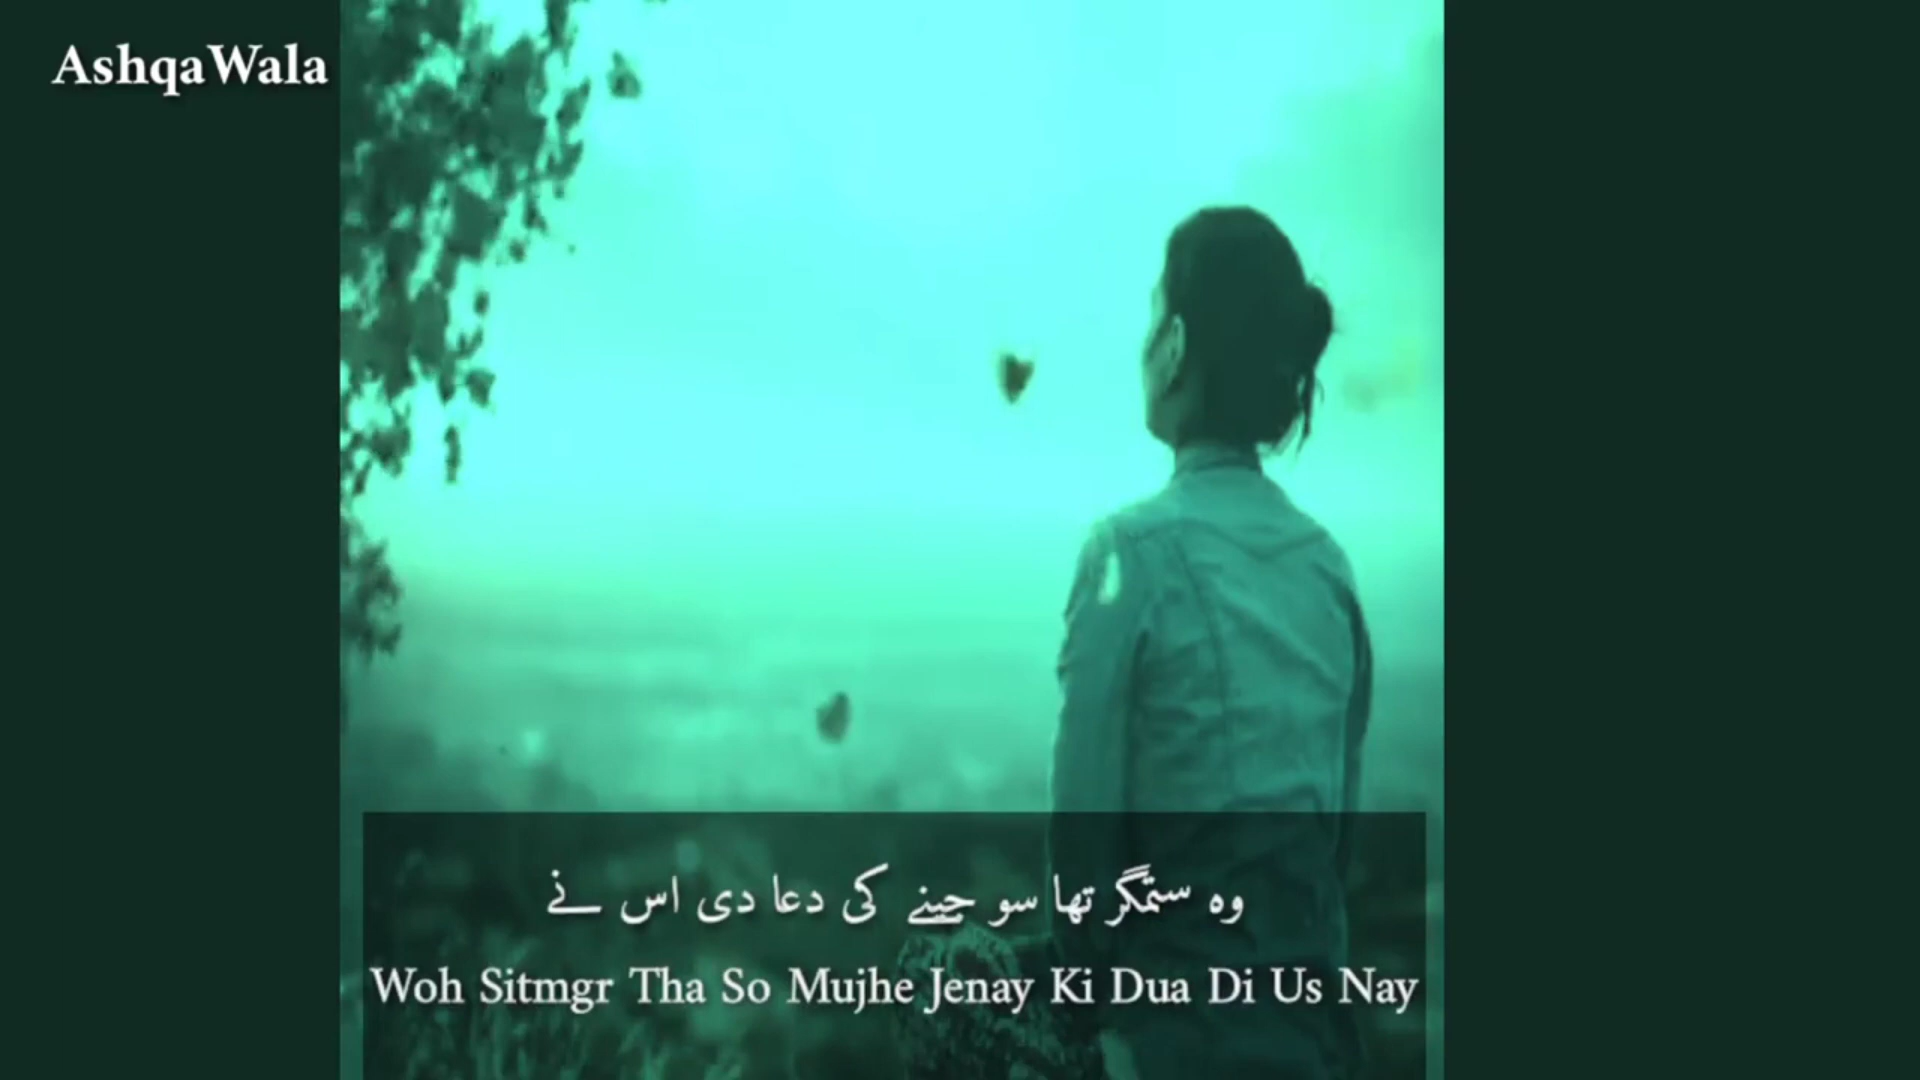 AshqaWala
وہ ستمگر تھا سو جینے کی دعا دی اس نے
Woh Sitmgr Tha So Mujhe Jenay Ki Dua Di Us Nay